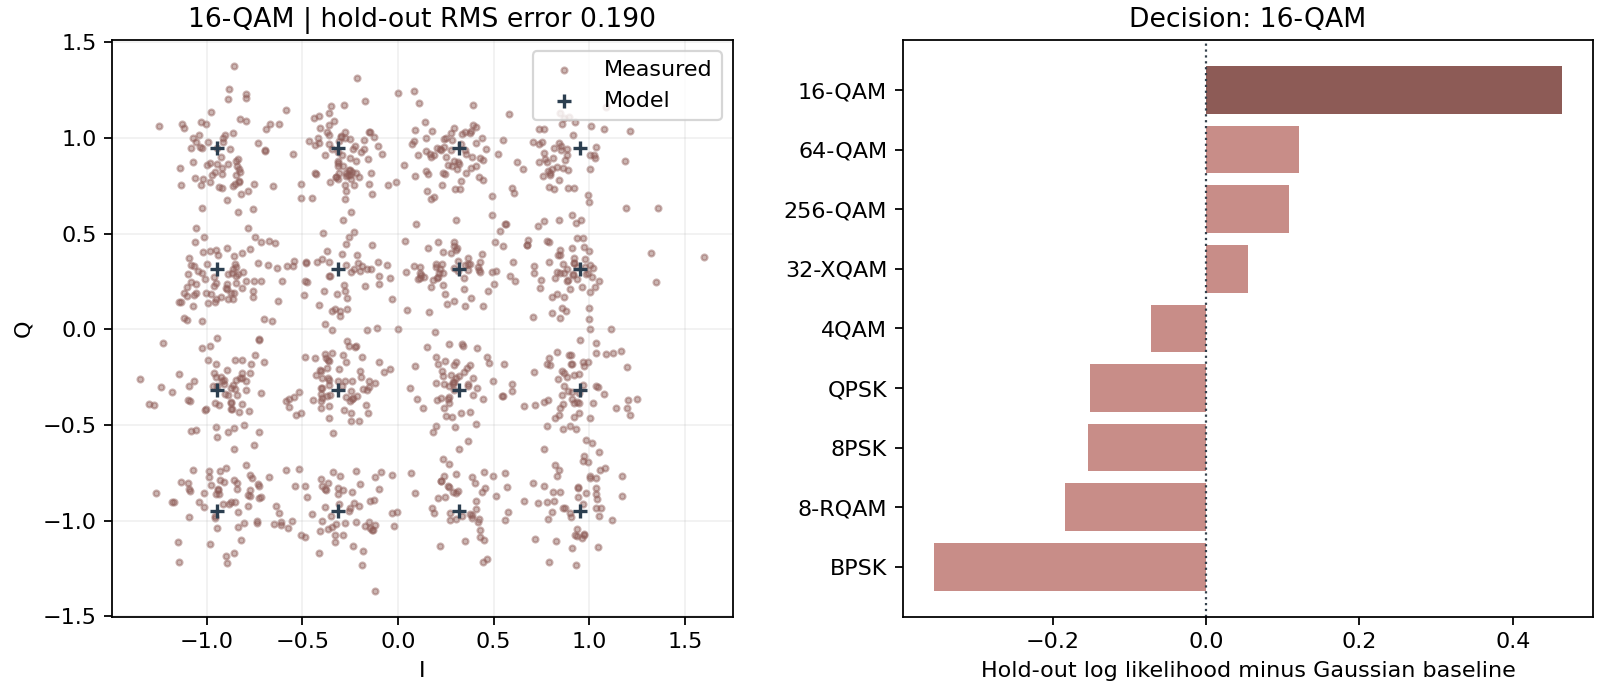 16-QAM | hold-out RMS error 0.190
1.5
1.0
0.5
0.0
−0.5
−1.0
−1.5
Q
Measured
Model
−1.0
−0.5
0.0
0.5
1.0
1.5
I
Decision: 16-QAM
16-QAM
64-QAM
256-QAM
32-XQAM
4QAM
QPSK
8PSK
8-RQAM
BPSK
−0.2
0.0
0.2
0.4
Hold-out log likelihood minus Gaussian baseline